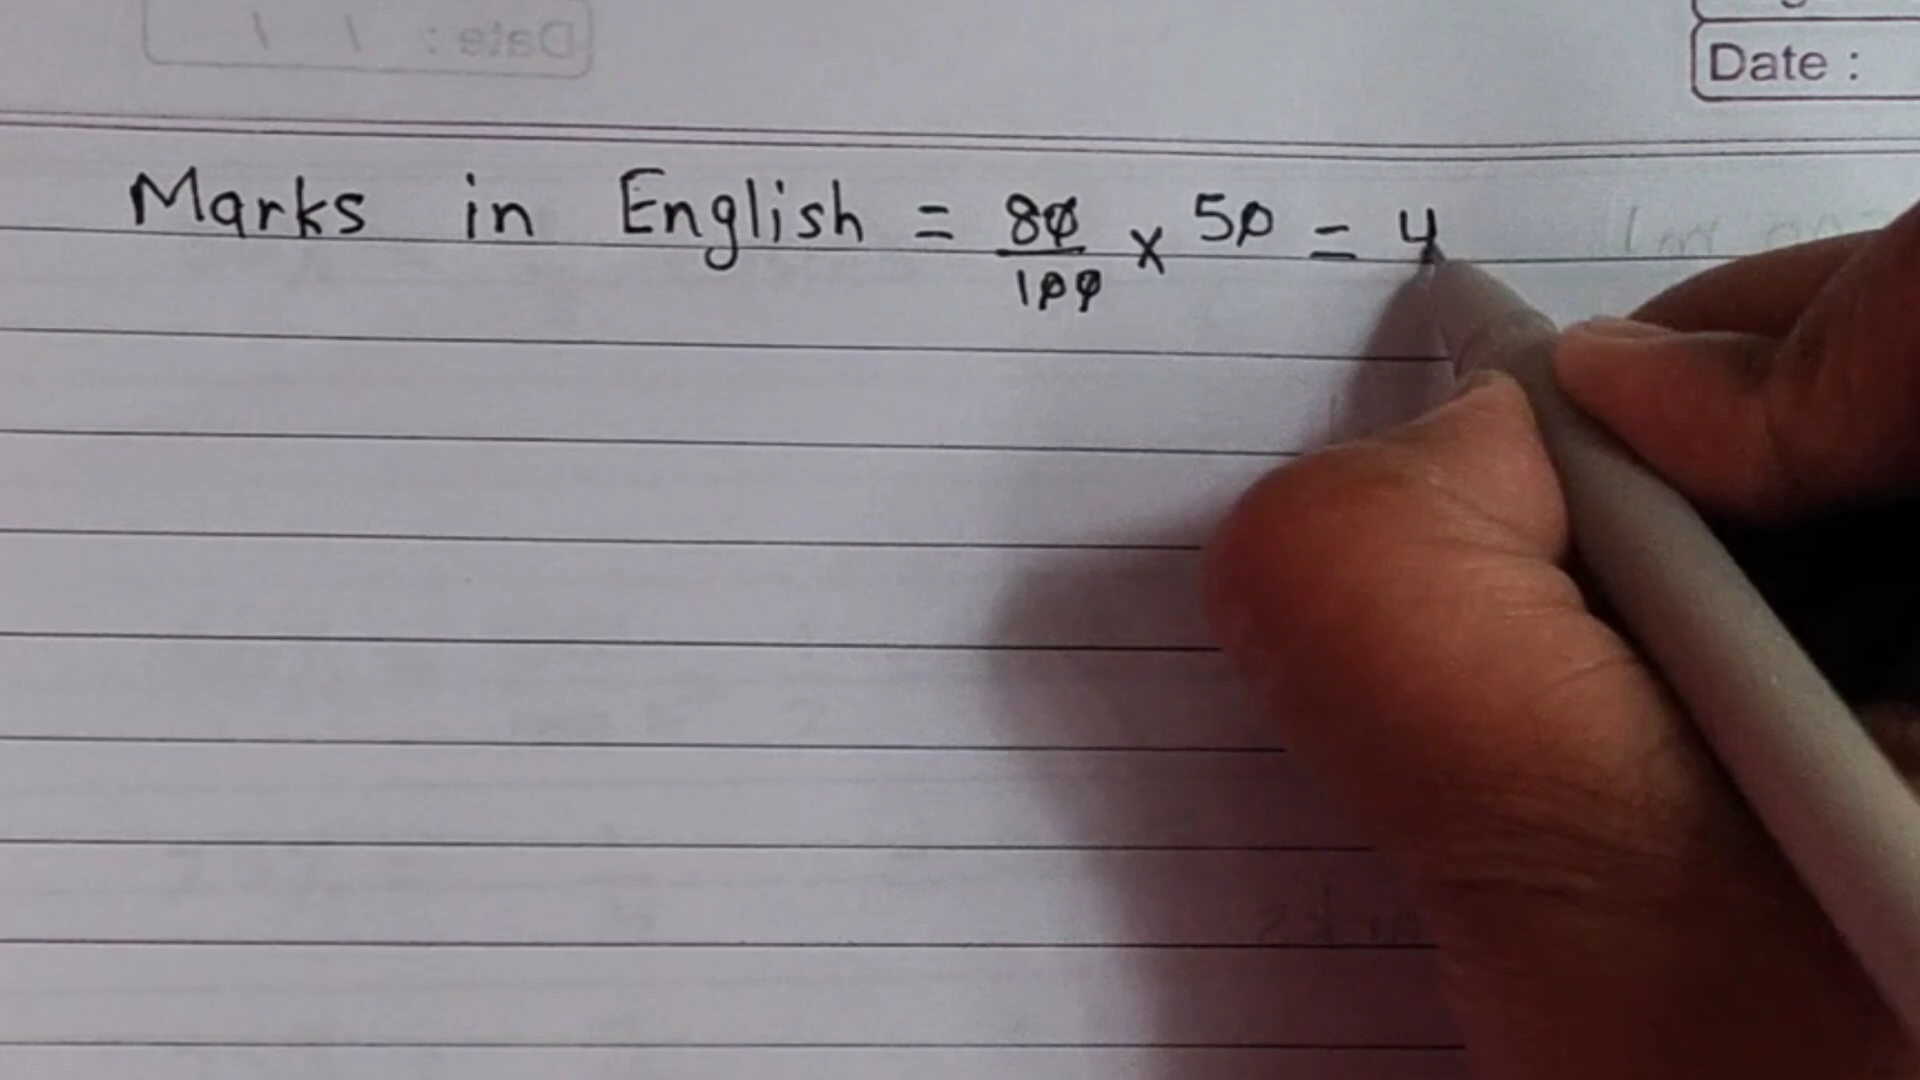 Date :
Marks in English = 80/100 x 50 = 4